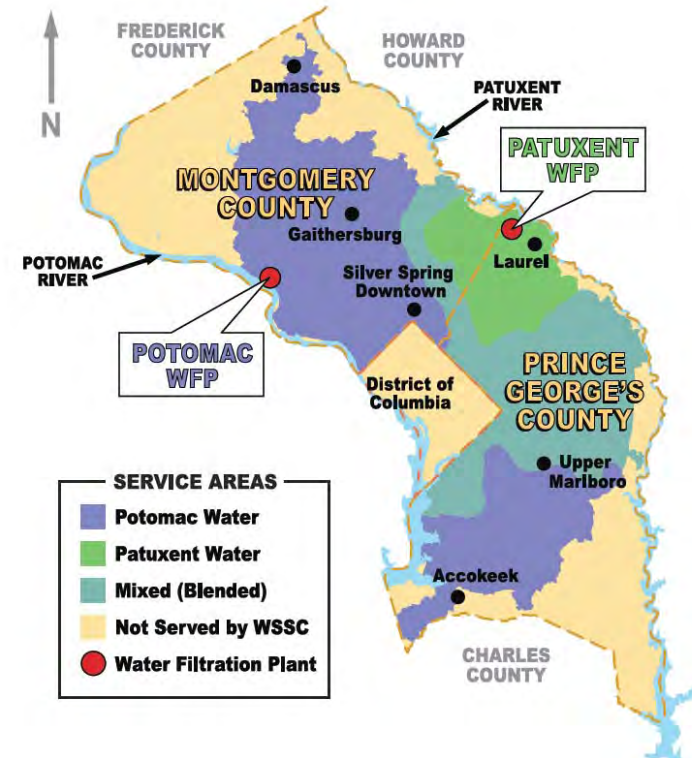 FREDERICK
COUNTY
HOWARD
COUNTY
N
Damascus
PATUXENT
RIVER
PATUXENT
WFP
MONTGOMERY
COUNTY
Gaithersburg
Laurel
POTOMAC
RIVER
Silver Spring
Downtown
POTOMAC
WFP
PRINCE
GEORGE'S
COUNTY
District of
Columbia
Upper
Marlboro
SERVICE AREAS
Potomac Water
Patuxent Water
Mixed (Blended)
Not Served by WSSC
Water Filtration Plant
Accokeek
CHARLES
COUNTY